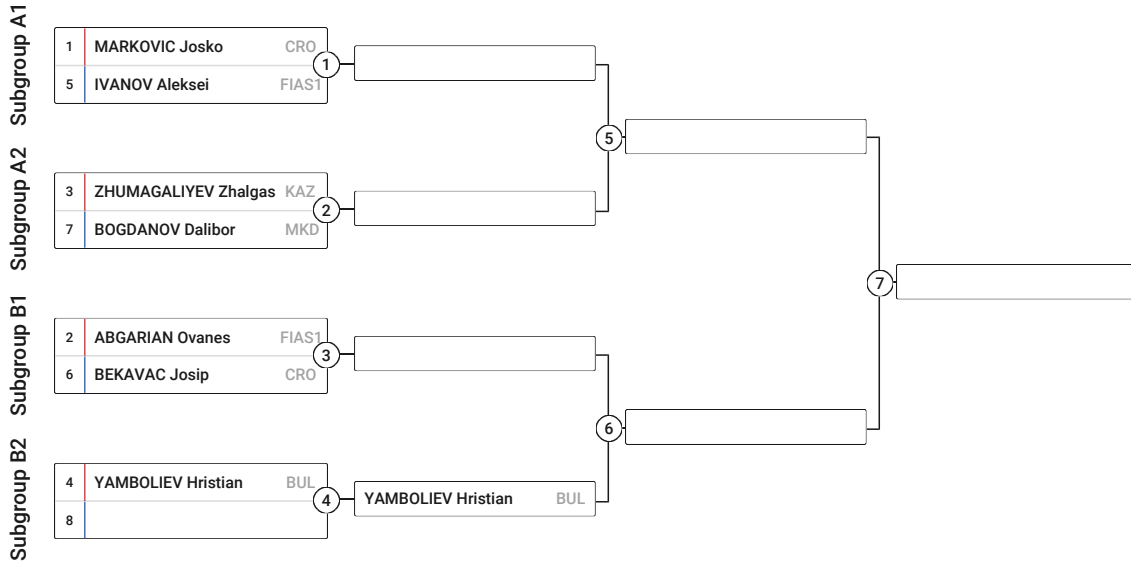 Subgroup A1
1 MARKOVIC Josko CRO
5 IVANOV Aleksei FIAS1
1
Subgroup A2
3 ZHUMAGALIYEV Zhalgas KAZ
7 BOGDANOV Dalibor MKD
2
5
Subgroup B1
2 ABGARIAN Ovanes FIAS1
6 BEKAVAC Josip CRO
3
Subgroup B2
4 YAMBOLIEV Hristian BUL
8
4
YAMBOLIEV Hristian BUL
6
7